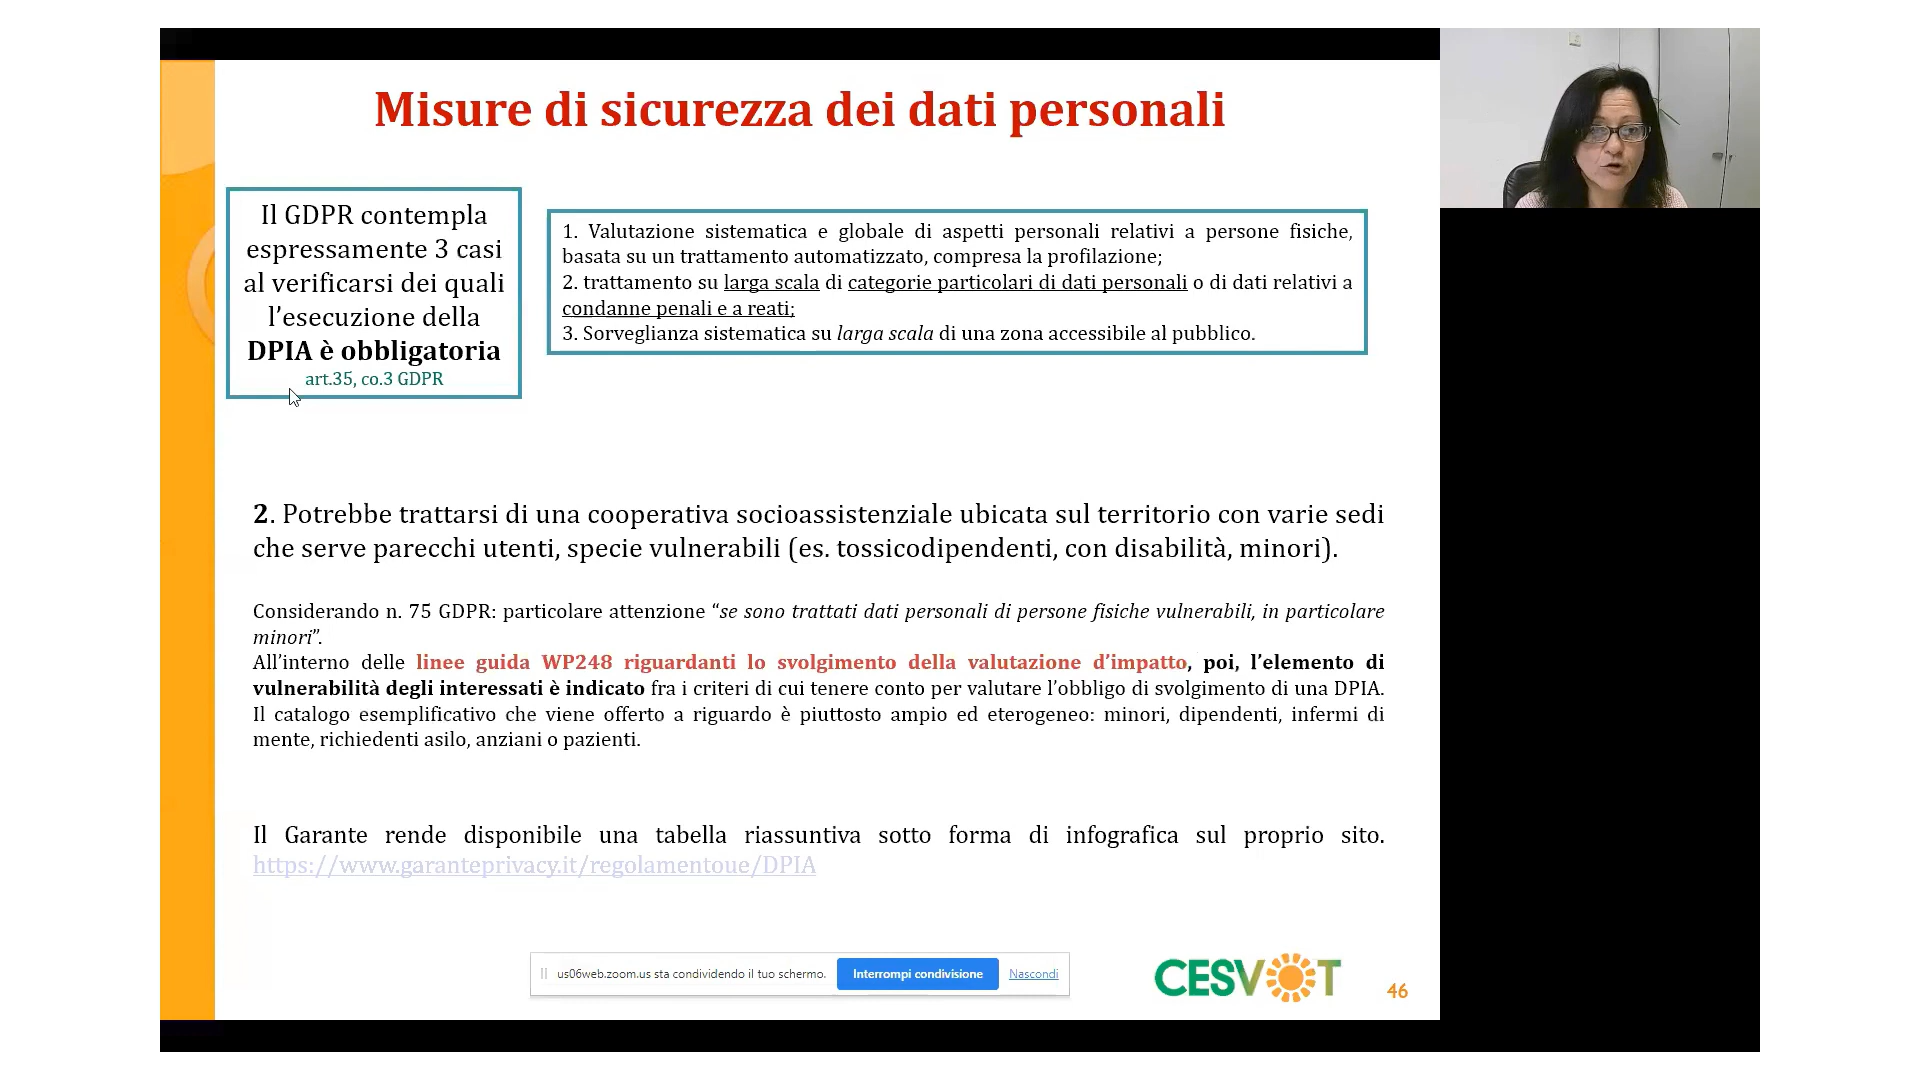 Misure di sicurezza dei dati personali
Il GDPR contempla
espressamente 3 casi
al verificarsi dei quali
l’esecuzione della
DPIA è obbligatoria
art.35, co.3 GDPR
1. Valutazione sistematica e globale di aspetti personali relativi a persone fisiche,
basata su un trattamento automatizzato, compresa la profilazione;
2. trattamento su larga scala di categorie particolari di dati personali o di dati relativi a
condanne penali e a reati;
3. Sorveglianza sistematica su larga scala di una zona accessibile al pubblico.
2. Potrebbe trattarsi di una cooperativa socioassistenziale ubicata sul territorio con varie sedi
che serve parecchi utenti, specie vulnerabili (es. tossicodipendenti, con disabilità, minori).
Considerando n. 75 GDPR: particolare attenzione “se sono trattati dati personali di persone fisiche vulnerabili, in particolare
minori”.
All’interno delle linee guida WP248 riguardanti lo svolgimento della valutazione d’impatto, poi, l’elemento di
vulnerabilità degli interessati è indicato fra i criteri di cui tenere conto per valutare l’obbligo di svolgimento di una DPIA.
Il catalogo esemplificativo che viene offerto a riguardo è piuttosto ampio ed eterogeneo: minori, dipendenti, infermi di
mente, richiedenti asilo, anziani o pazienti.
Il Garante rende disponibile una tabella riassuntiva sotto forma di infografica sul proprio sito.
https://www.garanteprivacy.it/regolamentoue/DPIA
us06web.zoom.us sta condividendo il tuo schermo.
Interrompi condivisione
Nascondi
CESVOT
46